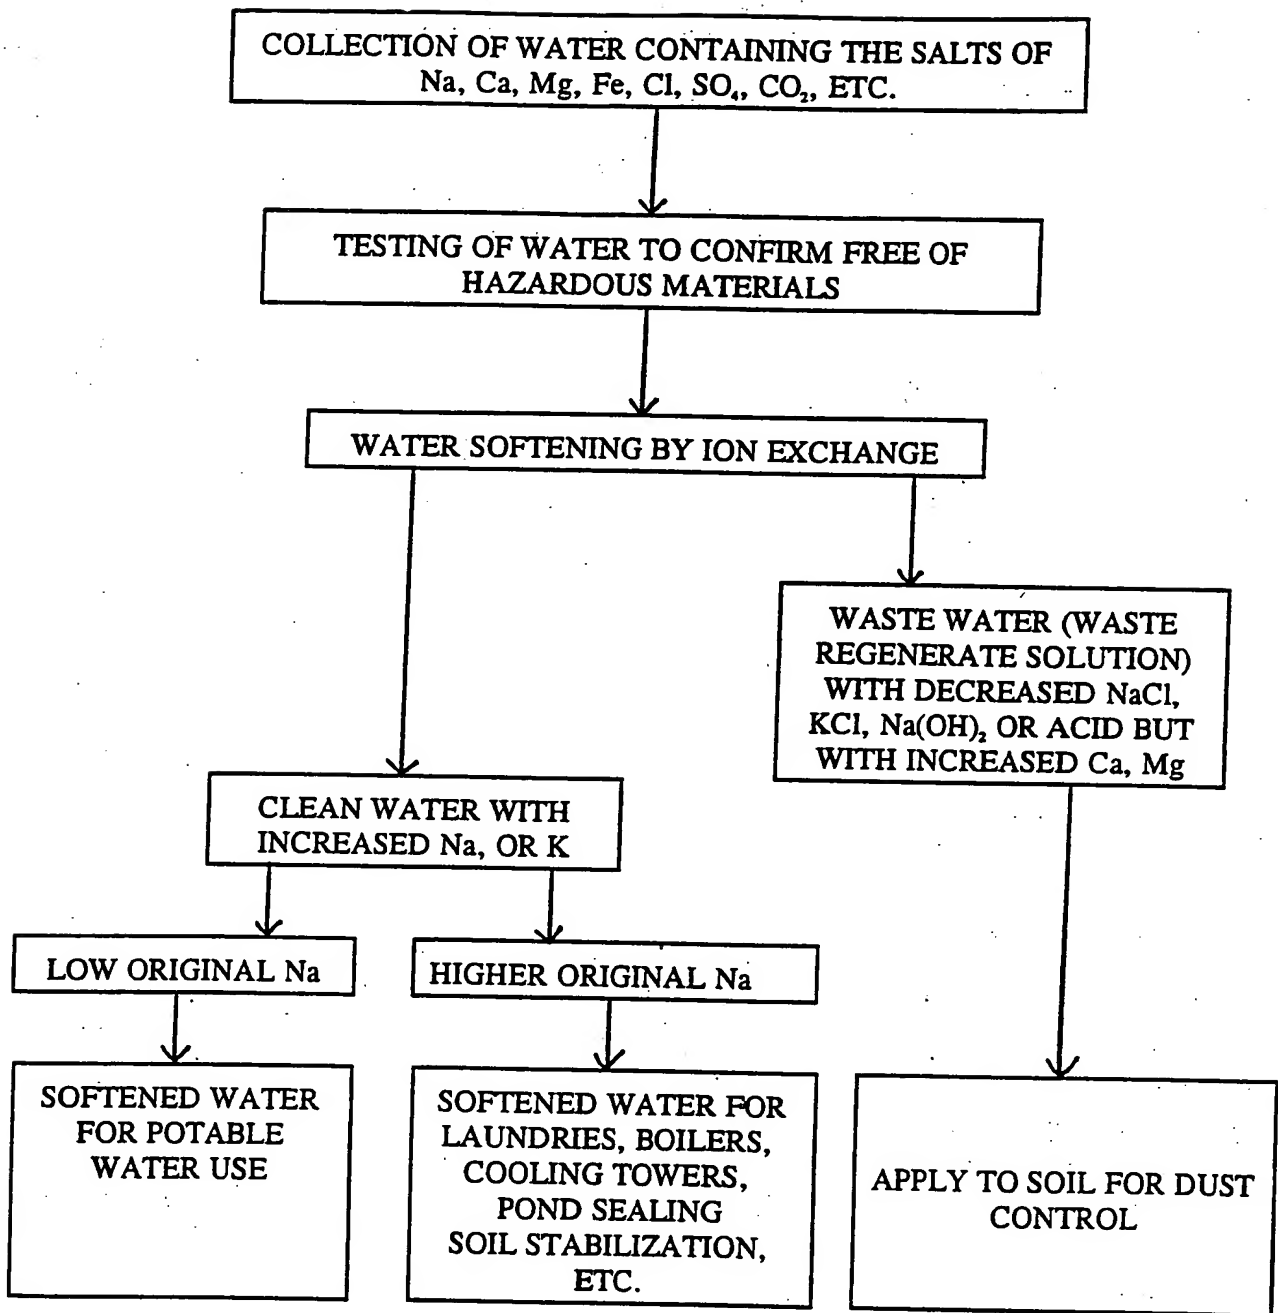 COLLECTION OF WATER CONTAINING THE SALTS OF
Na, Ca, Mg, Fe, Cl, SO₄, CO₂, ETC.
TESTING OF WATER TO CONFIRM FREE OF
HAZARDOUS MATERIALS
WATER SOFTENING BY ION EXCHANGE
WASTE WATER (WASTE
REGENERATE SOLUTION)
WITH DECREASED NaCl,
KCl, Na(OH)₂ OR ACID BUT
WITH INCREASED Ca, Mg
CLEAN WATER WITH
INCREASED Na, OR K
LOW ORIGINAL Na
HIGHER ORIGINAL Na
SOFTENED WATER
FOR POTABLE
WATER USE
SOFTENED WATER FOR
LAUNDRIES, BOILERS,
COOLING TOWERS,
POND SEALING
SOIL STABILIZATION,
ETC.
APPLY TO SOIL FOR DUST
CONTROL